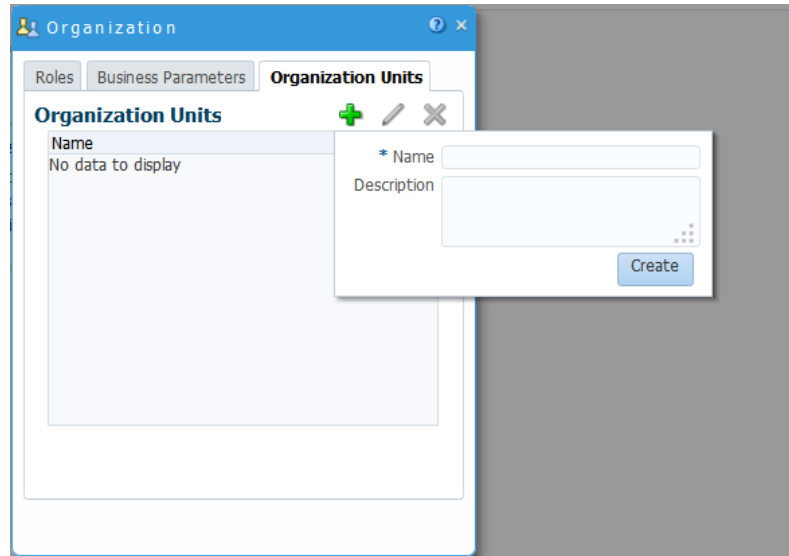 Organization
Roles Business Parameters Organization Units
Organization Units
Name
No data to display
* Name
Description
Create